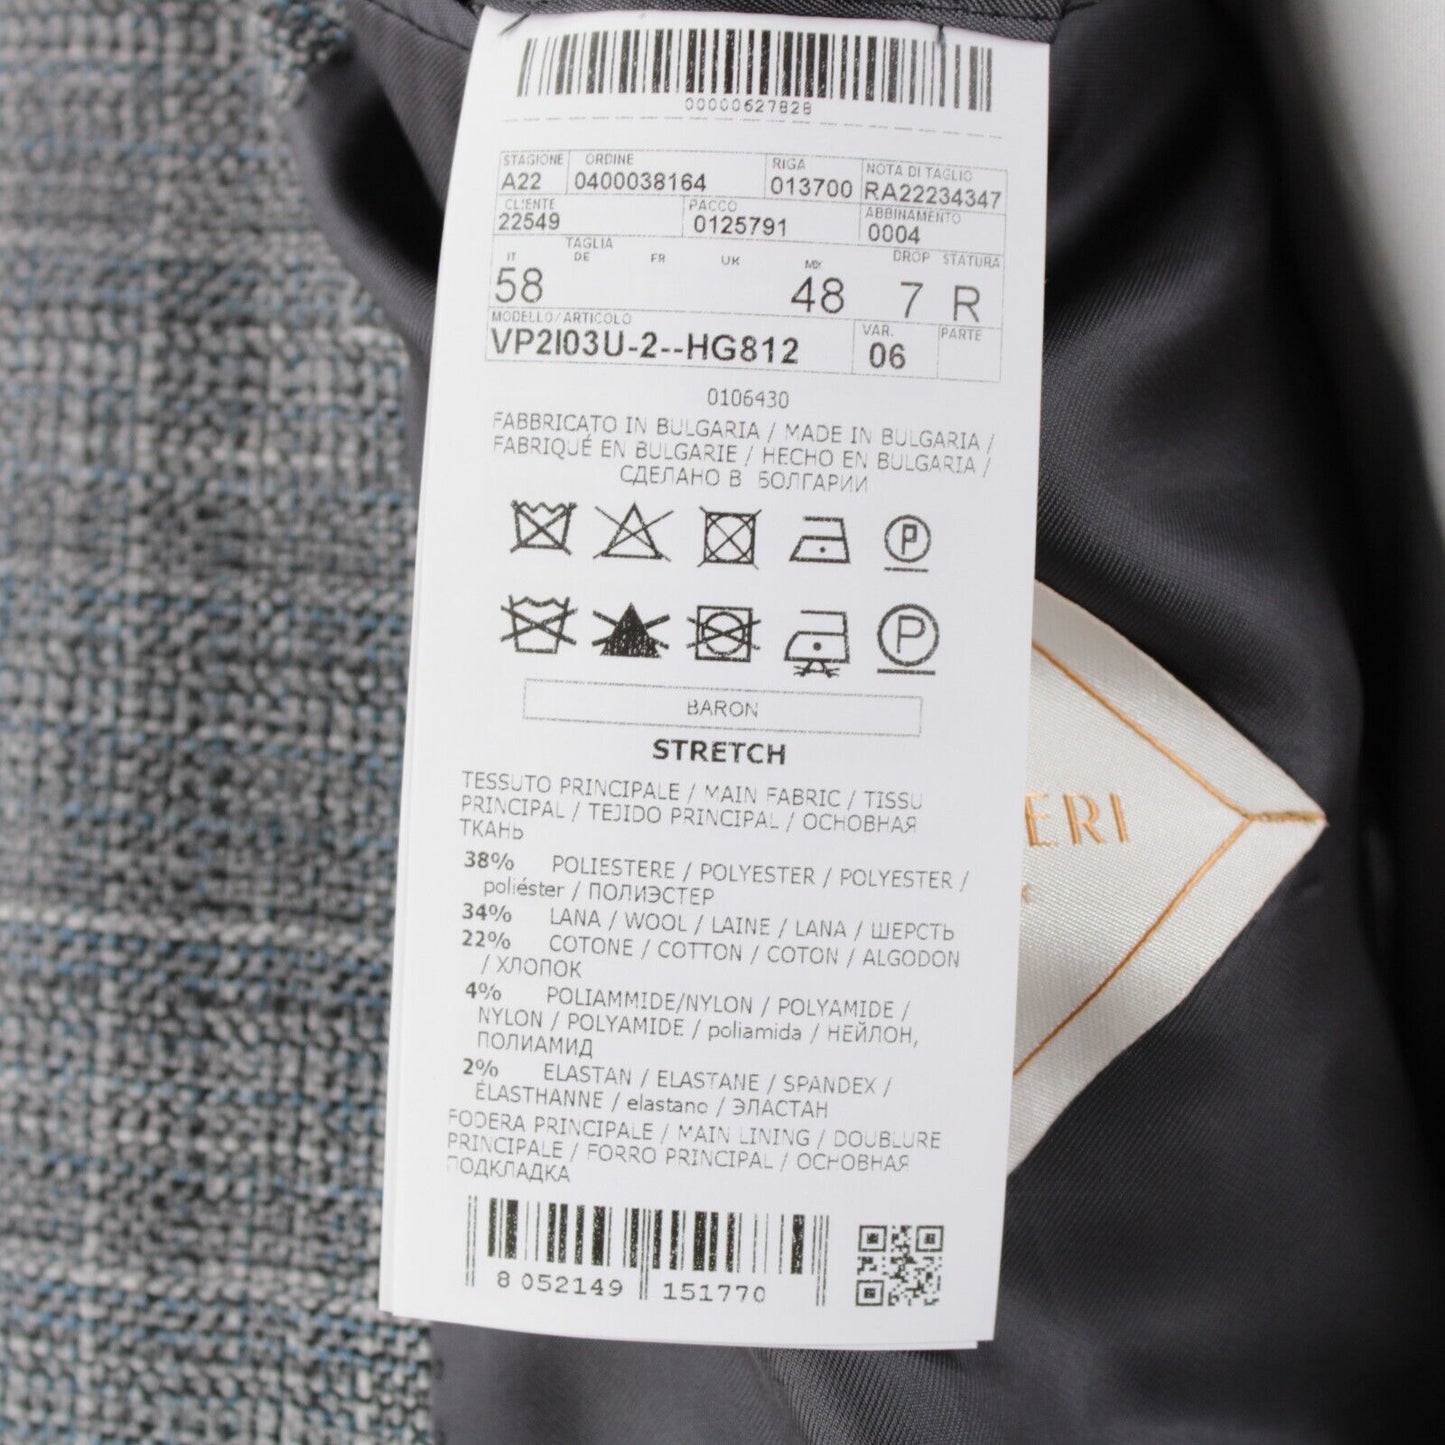 00000627828
STAGIONE ORDINE RIGA NOTA DI TAGLIO
A22 0400038164 013700 RA22234347
CLIENTE PACCO ABBINAMENTO
22549 0125791 0004
TAGLIA
IT DE FR UK MX DROP STATURA
58 48 7 R
MODELLO/ARTICOLO VAR. PARTE
VP2I03U-2--HG812 06
0106430
FABBRICATO IN BULGARIA / MADE IN BULGARIA /
FABRIQUÉ EN BULGARIE / HECHO EN BULGARIA /
СДЕЛАНО В БОЛГАРИИ
P
P
BARON
STRETCH
TESSUTO PRINCIPALE / MAIN FABRIC / TISSU
PRINCIPAL / TEJIDO PRINCIPAL / ОСНОВНАЯ
ТКАНЬ
38% POLIESTERE / POLYESTER / POLYESTER /
poliéster / ПОЛИЭСТЕР
34% LANA / WOOL / LAINE / LANA / ШЕРСТЬ
22% COTONE / COTTON / COTON / ALGODON
/ ХЛОПОК
4% POLIAMMIDE/NYLON / POLYAMIDE /
NYLON / POLYAMIDE / poliamida / НЕЙЛОН,
ПОЛИАМИД
2% ELASTAN / ELASTANE / SPANDEX /
ÉLASTHANNE / elastano / ЭЛАСТАН
FODERA PRINCIPALE / MAIN LINING / DOUBLURE
PRINCIPALE / FORRO PRINCIPAL / ОСНОВНАЯ
ПОДКЛАДКА
8 052149 151770
ERI